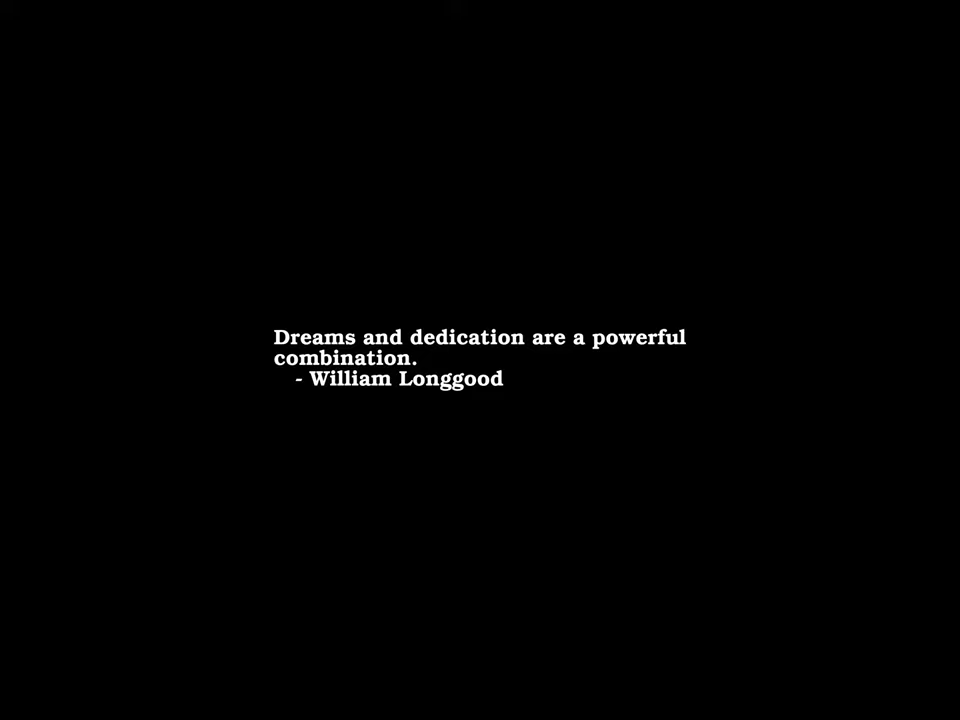 Dreams and dedication are a powerful
combination.
- William Longgood